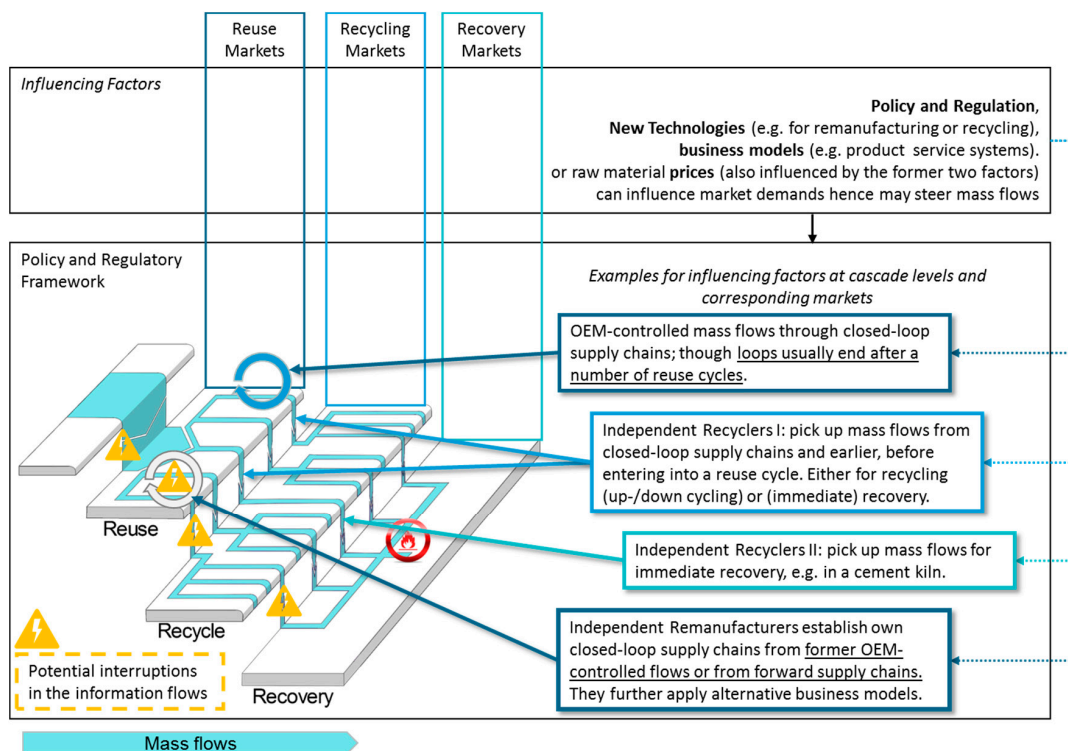 Reuse
Markets
Recycling
Markets
Recovery
Markets
Influencing Factors
Policy and Regulation,
New Technologies (e.g. for remanufacturing or recycling),
business models (e.g. product service systems).
or raw material prices (also influenced by the former two factors)
can influence market demands hence may steer mass flows
Policy and Regulatory
Framework
Examples for influencing factors at cascade levels and
corresponding markets
OEM-controlled mass flows through closed-loop
supply chains; though loops usually end after a
number of reuse cycles.
Independent Recyclers I: pick up mass flows from
closed-loop supply chains and earlier, before
entering into a reuse cycle. Either for recycling
(up-/down cycling) or (immediate) recovery.
Independent Recyclers II: pick up mass flows for
immediate recovery, e.g. in a cement kiln.
Independent Remanufacturers establish own
closed-loop supply chains from former OEM-
controlled flows or from forward supply chains.
They further apply alternative business models.
Reuse
Recycle
Recovery
Potential interruptions
in the information flows
Mass flows